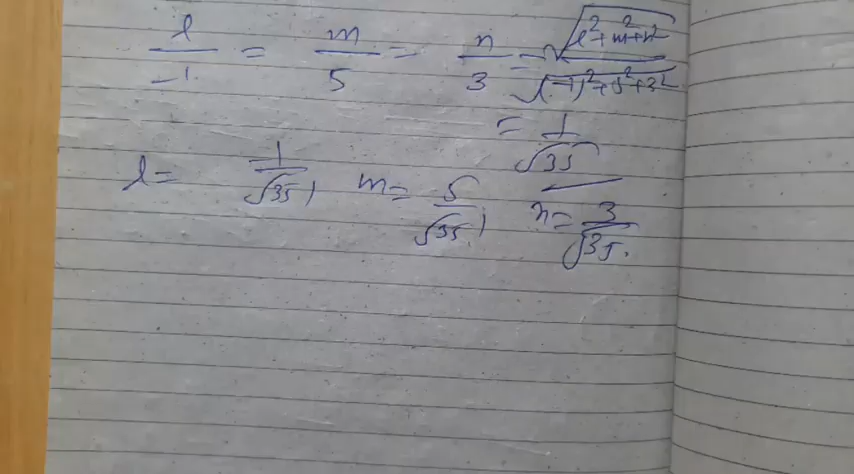 l/-1 = m/5 = n/3 = √(l²+m²+n²)/√((-1)²+5²+3²)
= 1/√35
l = -1/√35, m = 5/√35, n = 3/√35.